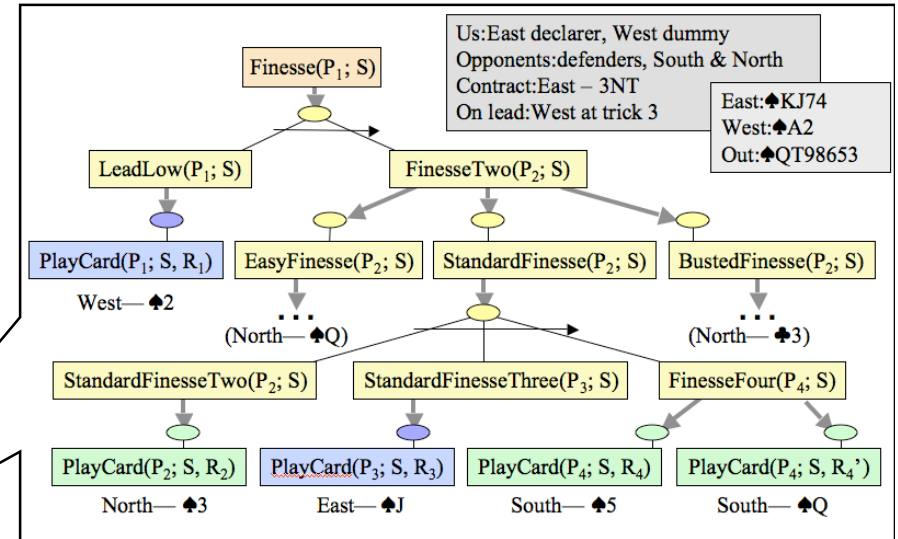 Us:East declarer, West dummy
Opponents:defenders, South & North
Contract:East – 3NT
On lead:West at trick 3
East:♠KJ74
West:♠A2
Out:♠QT98653
Finesse(P₁; S)
LeadLow(P₁; S)
FinesseTwo(P₂; S)
PlayCard(P₁; S, R₁)
EasyFinesse(P₂; S)
StandardFinesse(P₂; S)
BustedFinesse(P₂; S)
West— ♠2
...
(North— ♠Q)
...
(North— ♣3)
StandardFinesseTwo(P₂; S)
StandardFinesseThree(P₃; S)
FinesseFour(P₄; S)
PlayCard(P₂; S, R₂)
PlayCard(P₃; S, R₃)
PlayCard(P₄; S, R₄)
PlayCard(P₄; S, R₄’)
North— ♠3
East— ♠J
South— ♠5
South— ♠Q